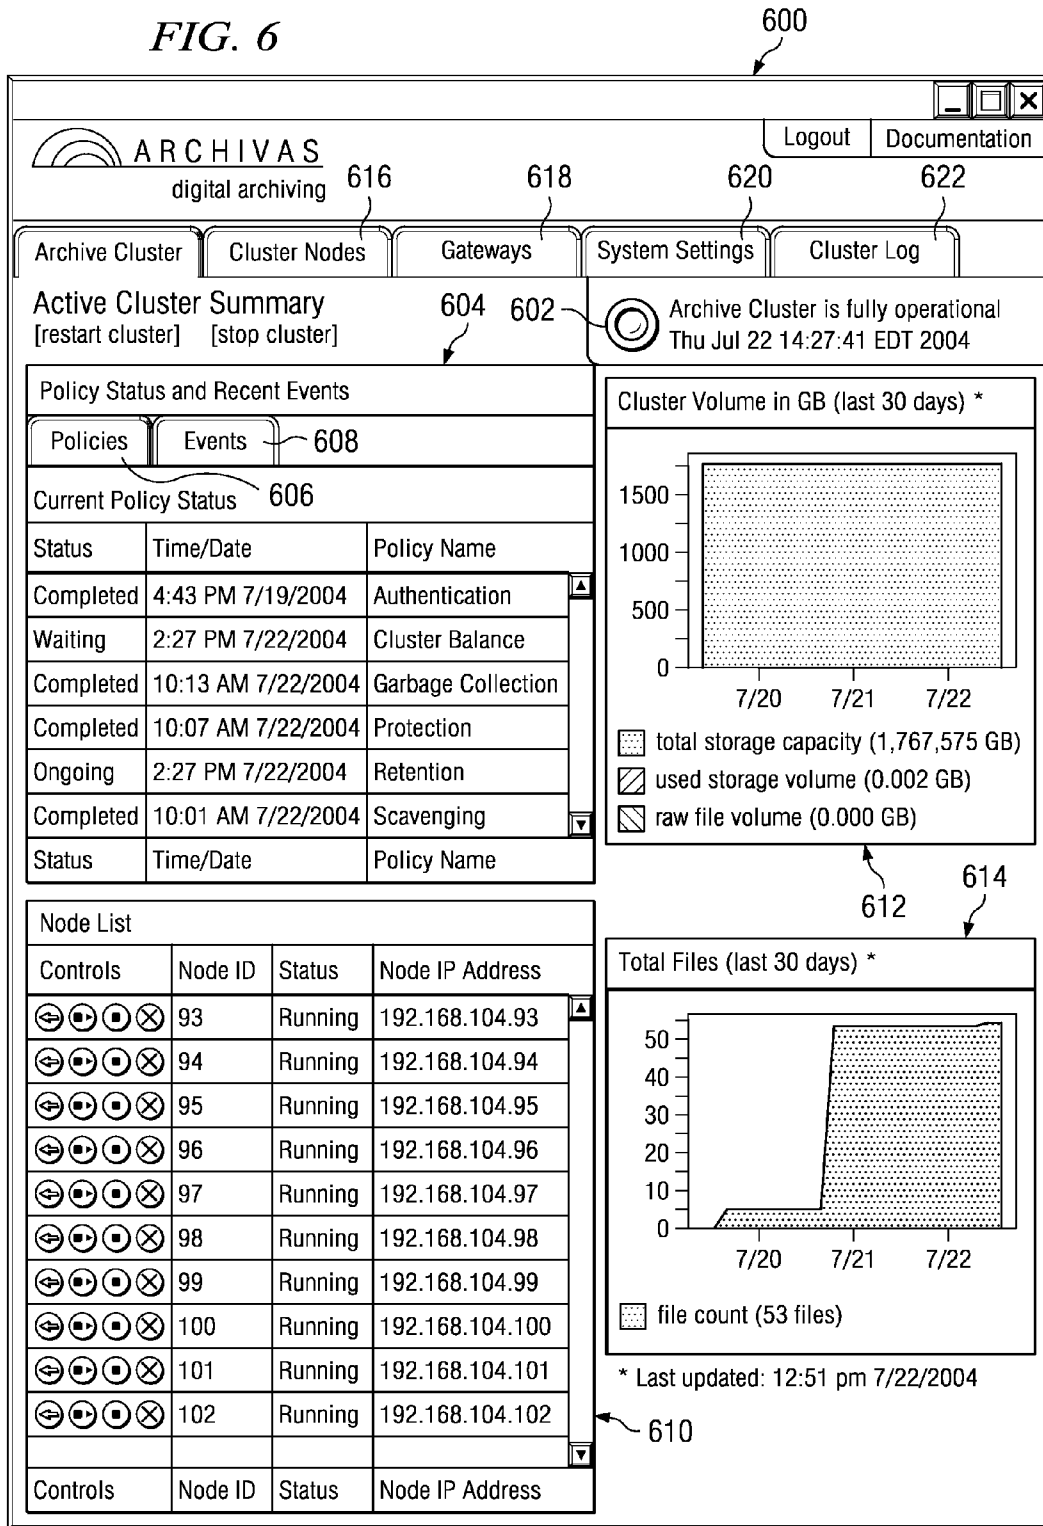 FIG. 6
600
Logout Documentation
ARCHIVAS
digital archiving
616 618 620 622
Archive Cluster Cluster Nodes Gateways System Settings Cluster Log
Active Cluster Summary
[restart cluster] [stop cluster]
604 602
Archive Cluster is fully operational
Thu Jul 22 14:27:41 EDT 2004
Policy Status and Recent Events
Policies Events 608
Current Policy Status 606
Status Time/Date Policy Name
Completed 4:43 PM 7/19/2004 Authentication
Waiting 2:27 PM 7/22/2004 Cluster Balance
Completed 10:13 AM 7/22/2004 Garbage Collection
Completed 10:07 AM 7/22/2004 Protection
Ongoing 2:27 PM 7/22/2004 Retention
Completed 10:01 AM 7/22/2004 Scavenging
Status Time/Date Policy Name
Cluster Volume in GB (last 30 days) *
1500
1000
500
0
7/20 7/21 7/22
total storage capacity (1,767,575 GB)
used storage volume (0.002 GB)
raw file volume (0.000 GB)
612
614
Node List
Controls Node ID Status Node IP Address
93 Running 192.168.104.93
94 Running 192.168.104.94
95 Running 192.168.104.95
96 Running 192.168.104.96
97 Running 192.168.104.97
98 Running 192.168.104.98
99 Running 192.168.104.99
100 Running 192.168.104.100
101 Running 192.168.104.101
102 Running 192.168.104.102
610
Controls Node ID Status Node IP Address
Total Files (last 30 days) *
50
40
30
20
10
0
7/20 7/21 7/22
file count (53 files)
* Last updated: 12:51 pm 7/22/2004